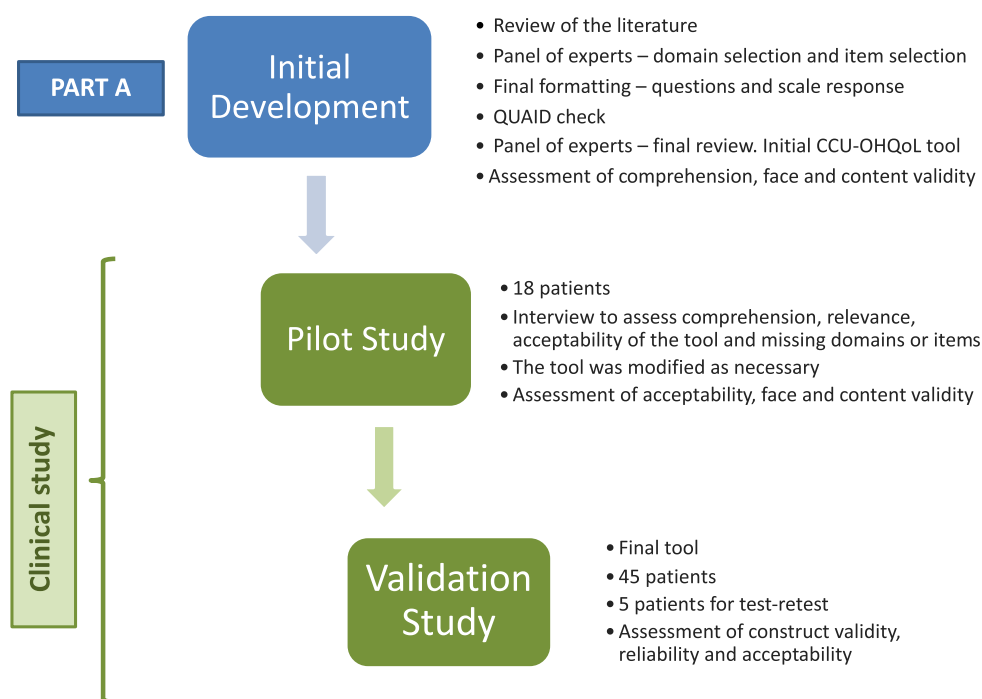 PART A
Initial
Development
• Review of the literature
• Panel of experts – domain selection and item selection
• Final formatting – questions and scale response
• QUAID check
• Panel of experts – final review. Initial CCU-OHQoL tool
• Assessment of comprehension, face and content validity
Clinical study
Pilot Study
• 18 patients
• Interview to assess comprehension, relevance,
acceptability of the tool and missing domains or items
• The tool was modified as necessary
• Assessment of acceptability, face and content validity
Validation
Study
• Final tool
• 45 patients
• 5 patients for test-retest
• Assessment of construct validity,
reliability and acceptability